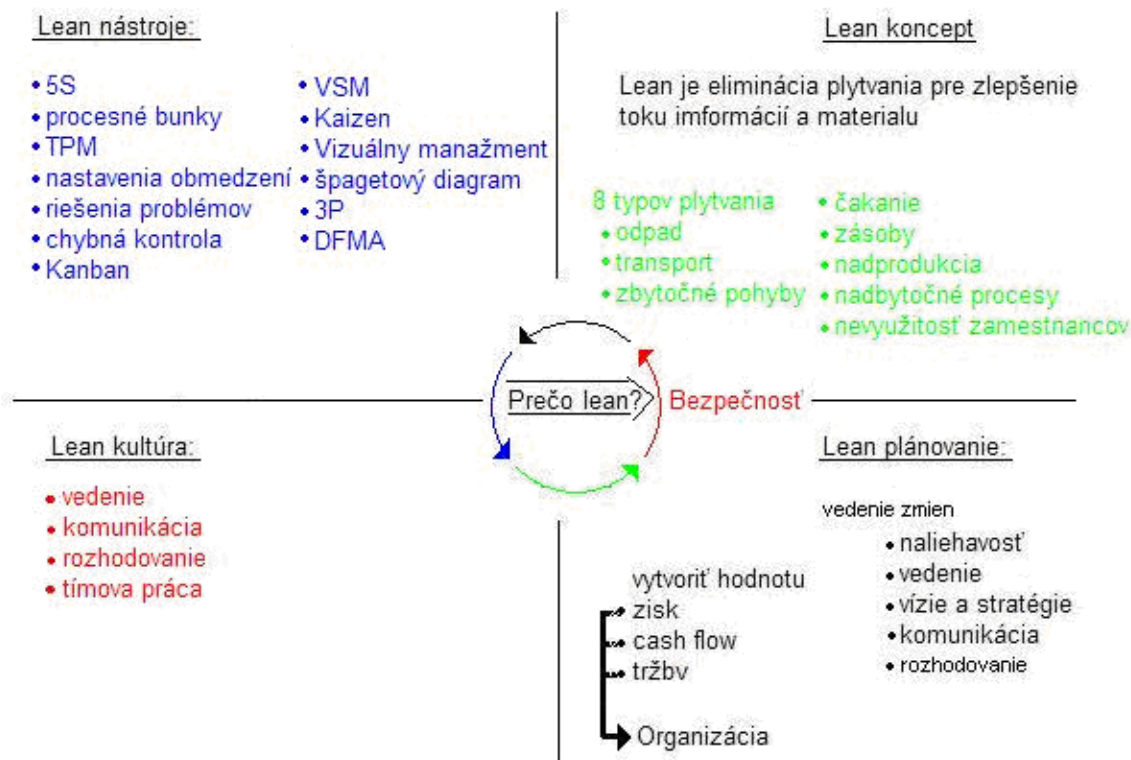 Lean nástroje:
• 5S
• procesné bunky
• TPM
• nastavenia obmedzení
• riešenia problémov
• chybná kontrola
• Kanban
• VSM
• Kaizen
• Vizuálny manažment
• špagetový diagram
• 3P
• DFMA
Lean koncept
Lean je eliminácia plytvania pre zlepšenie
toku imformácií a materialu
8 typov plytvania
• odpad
• transport
• zbytočné pohyby
• čakanie
• zásoby
• nadprodukcia
• nadbytočné procesy
• nevyužitosť zamestnancov
Prečo lean?
Bezpečnosť
Lean kultúra:
• vedenie
• komunikácia
• rozhodovanie
• tímova práca
Lean plánovanie:
vedenie zmien
• naliehavosť
• vedenie
• vízie a stratégie
• komunikácia
• rozhodovanie
vytvoriť hodnotu
zisk
cash flow
tržbv
Organizácia